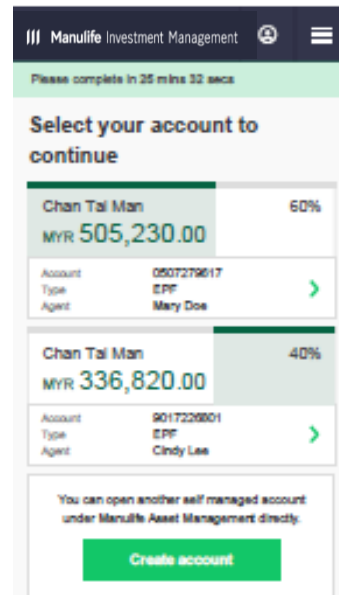 Manulife Investment Management
Please complete in 25 mins 32 secs
Select your account to
continue
Chan Tai Man 60%
MYR 505,230.00
Account 0507279617
Type EPF
Agent Mary Doe
Chan Tai Man 40%
MYR 336,820.00
Account 9017226801
Type EPF
Agent Cindy Lee
You can open another self managed account
under Manulife Asset Management directly.
Create account